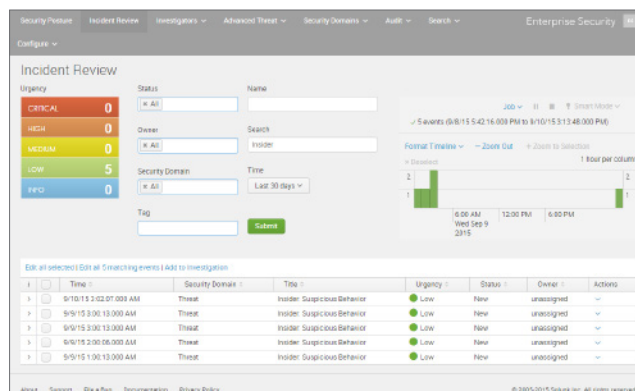 Security Posture Incident Review Investigators Advanced Threat Security Domains Audit Search Enterprise Security
Configure
Incident Review
Urgency
CRITICAL 0
HIGH 0
MEDIUM 0
LOW 5
INFO 0
Status
× All
Owner
× All
Security Domain
× All
Tag
Name
Search
Insider
Time
Last 30 days
Submit
Job Smart Mode
✓ 5 events (9/8/15 5:42:16.000 PM to 9/10/15 3:13:48.000 PM)
Format Timeline − Zoom Out + Zoom to Selection
× Deselect 1 hour per column
2 2
1 1
6:00 AM 12:00 PM 6:00 PM
Wed Sep 9
2015
Edit all selected | Edit all 5 matching events | Add to Investigation
i Time Security Domain Title Urgency Status Owner Actions
9/10/15 3:02:07.000 AM Threat Insider: Suspicious Behavior Low New unassigned
9/9/15 3:00:13.000 AM Threat Insider: Suspicious Behavior Low New unassigned
9/9/15 3:00:13.000 AM Threat Insider: Suspicious Behavior Low New unassigned
9/9/15 2:00:06.000 AM Threat Insider: Suspicious Behavior Low New unassigned
9/9/15 1:00:13.000 AM Threat Insider: Suspicious Behavior Low New unassigned
About Support File a Bug Documentation Privacy Policy © 2005-2015 Splunk Inc. All rights reserved